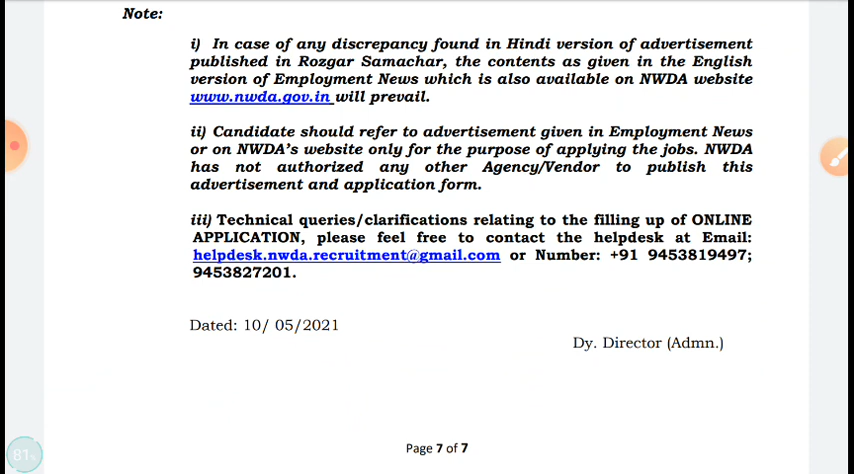 Note:
i) In case of any discrepancy found in Hindi version of advertisement
published in Rozgar Samachar, the contents as given in the English
version of Employment News which is also available on NWDA website
www.nwda.gov.in will prevail.
ii) Candidate should refer to advertisement given in Employment News
or on NWDA's website only for the purpose of applying the jobs. NWDA
has not authorized any other Agency/Vendor to publish this
advertisement and application form.
iii) Technical queries/clarifications relating to the filling up of ONLINE
APPLICATION, please feel free to contact the helpdesk at Email:
helpdesk.nwda.recruitment@gmail.com or Number: +91 9453819497;
9453827201.
Dated: 10/ 05/2021
Dy. Director (Admn.)
Page 7 of 7
81%